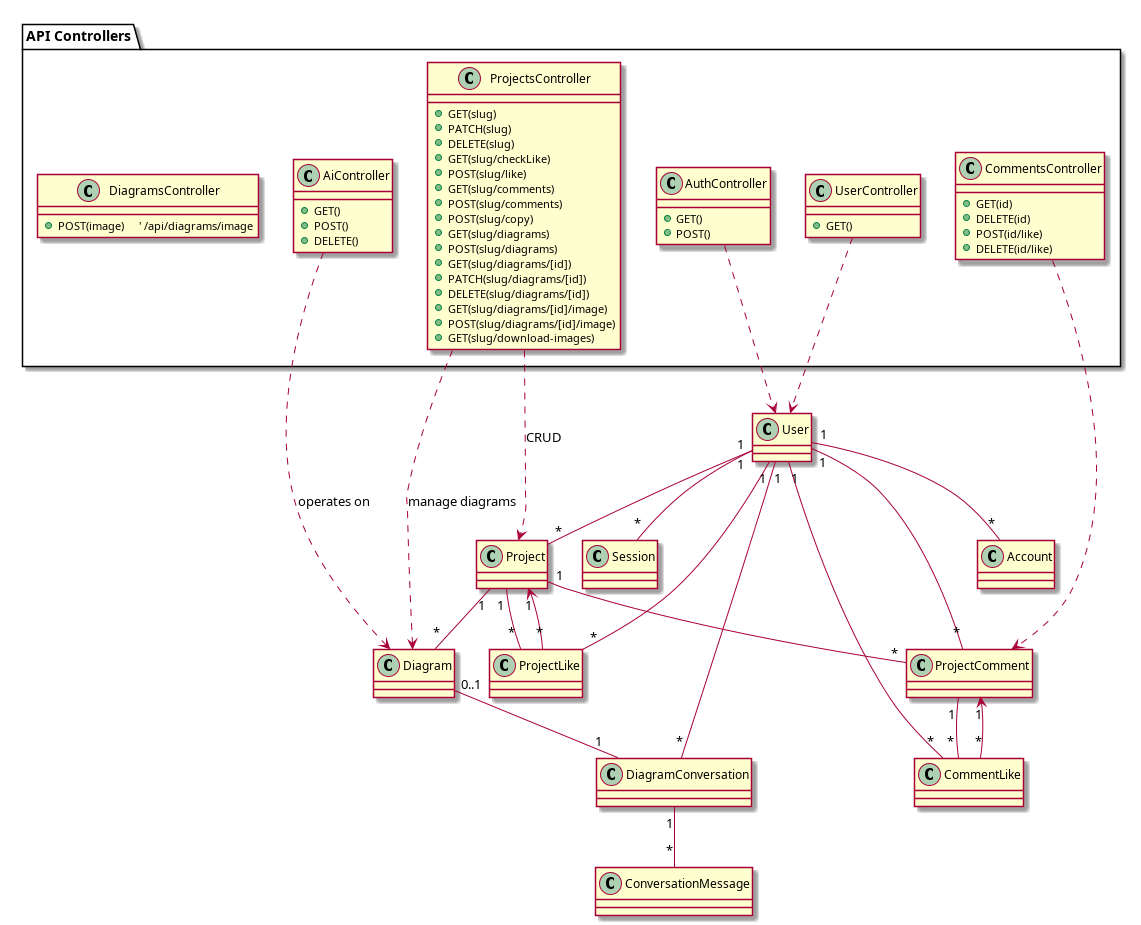 API Controllers
C ProjectsController
GET(slug)
PATCH(slug)
DELETE(slug)
GET(slug/checkLike)
POST(slug/like)
GET(slug/comments)
POST(slug/comments)
POST(slug/copy)
GET(slug/diagrams)
POST(slug/diagrams)
GET(slug/diagrams/[id])
PATCH(slug/diagrams/[id])
DELETE(slug/diagrams/[id])
GET(slug/diagrams/[id]/image)
POST(slug/diagrams/[id]/image)
GET(slug/download-images)
C DiagramsController
POST(image) ' /api/diagrams/image
C AiController
GET()
POST()
DELETE()
C AuthController
GET()
POST()
C UserController
GET()
C CommentsController
GET(id)
DELETE(id)
POST(id/like)
DELETE(id/like)
C User
CRUD
1 1
1 1
1 1 1
operates on
manage diagrams
* * *
C Project
C Session
C Account
1
1 1 1
* * * * *
*
C Diagram
C ProjectLike
C ProjectComment
0..1
1 1
1 * * * *
C DiagramConversation
C CommentLike
1
*
C ConversationMessage